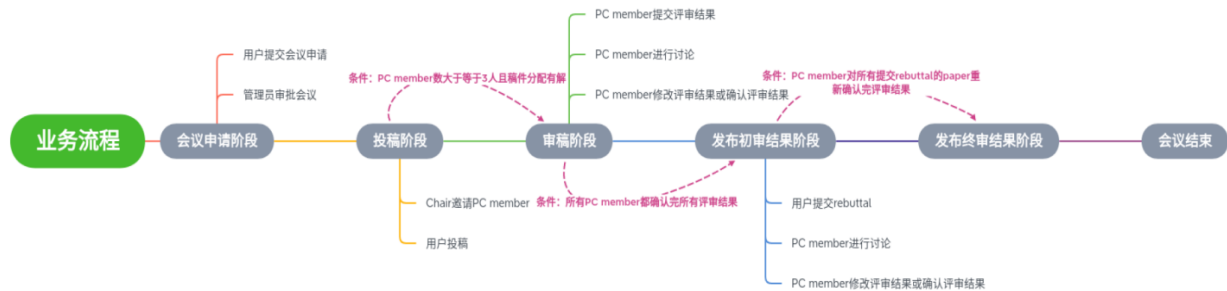 业务流程
会议申请阶段
用户提交会议申请
管理员审批会议
投稿阶段
Chair邀请PC member
用户投稿
条件：PC member数大于等于3人且稿件分配有解
审稿阶段
PC member提交评审结果
PC member进行讨论
PC member修改评审结果或确认评审结果
条件：所有PC member都确认完所有评审结果
发布初审结果阶段
用户提交rebuttal
PC member进行讨论
PC member修改评审结果或确认评审结果
条件：PC member对所有提交rebuttal的paper重
新确认完评审结果
发布终审结果阶段
会议结束